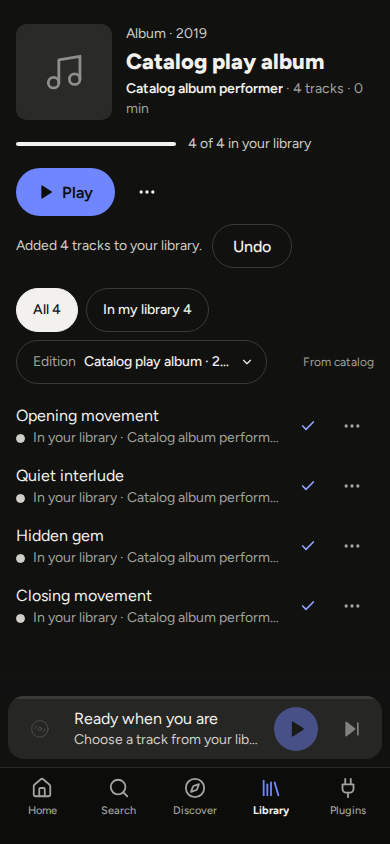 Album · 2019
Catalog play album
Catalog album performer · 4 tracks · 0
min
4 of 4 in your library
Play
Added 4 tracks to your library.
Undo
All 4
In my library 4
Edition Catalog play album · 2...
From catalog
Opening movement
In your library · Catalog album perform...
Quiet interlude
In your library · Catalog album perform...
Hidden gem
In your library · Catalog album perform...
Closing movement
In your library · Catalog album perform...
Ready when you are
Choose a track from your lib...
Home
Search
Discover
Library
Plugins